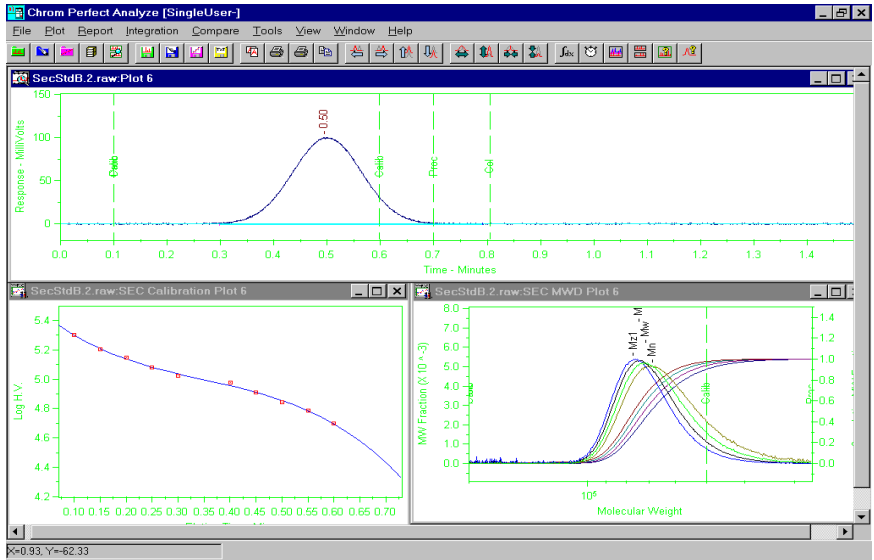 Chrom Perfect Analyze [SingleUser-]
File Plot Report Integration Compare Tools View Window Help
SecStdB.2.raw:Plot 6
150
100
50
0
Response - MilliVolts
- 0.50
Calib
Calib
Proc
Col
0.0 0.1 0.2 0.3 0.4 0.5 0.6 0.7 0.8 0.9 1.0 1.1 1.2 1.3 1.4
Time - Minutes
SecStdB.2.raw:SEC Calibration Plot 6
5.4
5.2
5.0
4.8
4.6
4.4
4.2
Log H.V.
0.10 0.15 0.20 0.25 0.30 0.35 0.40 0.45 0.50 0.55 0.60 0.65 0.70
SecStdB.2.raw:SEC MWD Plot 6
8.0
7.0
6.0
5.0
4.0
3.0
2.0
1.0
0.0
MW Fraction (X 10 ^ -3)
- Mz1
- Mw
- M
- Mn
Calib
Proc
1.4
1.2
1.0
0.8
0.6
0.4
0.2
0.0
10⁵
Molecular Weight
X=0.93, Y=-62.33